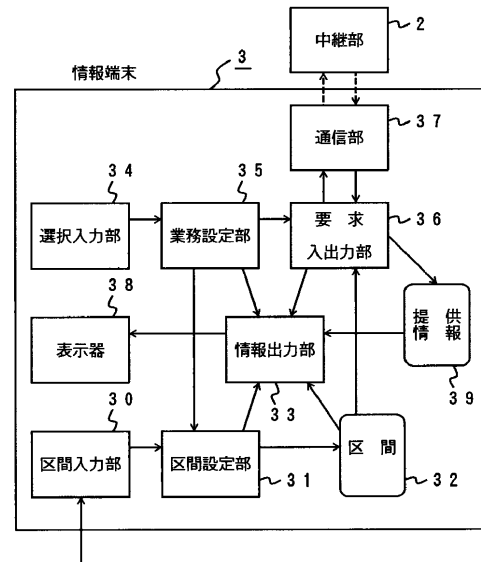 中継部
2
情報端末
3
通信部
37
34
選択入力部
35
業務設定部
要求
入出力部
36
38
表示器
情報出力部
33
提供
情報
39
30
区間入力部
区間設定部
31
区間
32